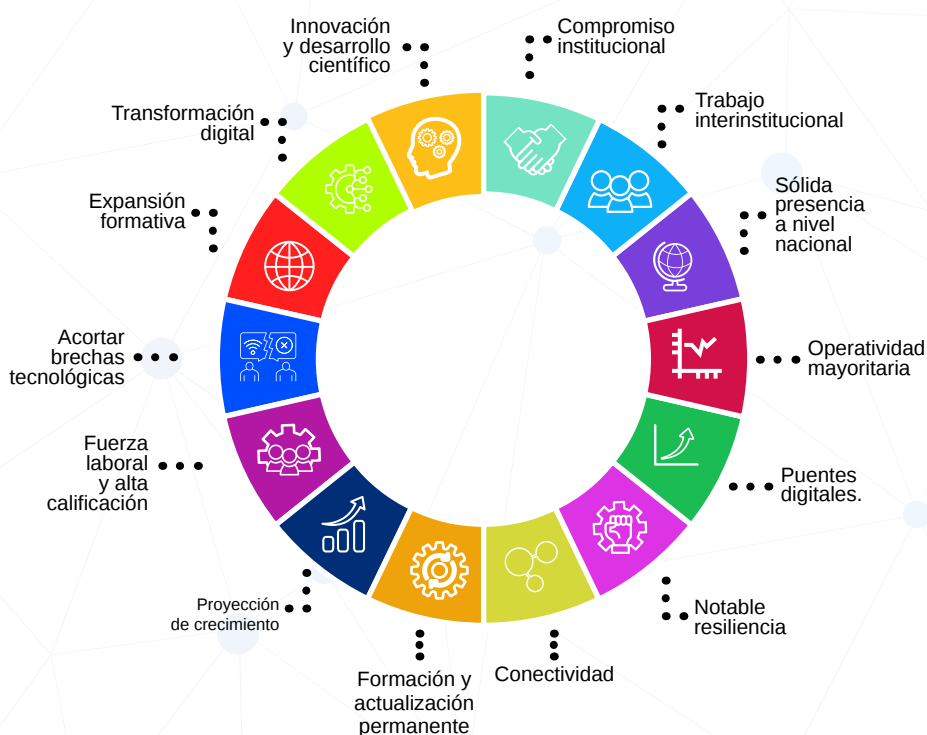 Innovación
y desarrollo
científico
Compromiso
institucional
Trabajo
interinstitucional
Sólida
presencia
a nivel
nacional
Operatividad
mayoritaria
Puentes
digitales.
Notable
resiliencia
Conectividad
Formación y
actualización
permanente
Proyección
de crecimiento
Fuerza
laboral
y alta
calificación
Acortar
brechas
tecnológicas
Expansión
formativa
Transformación
digital